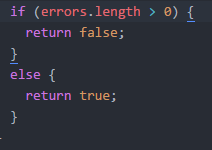 if (errors.length > 0) {
  return false;
}
else {
  return true;
}